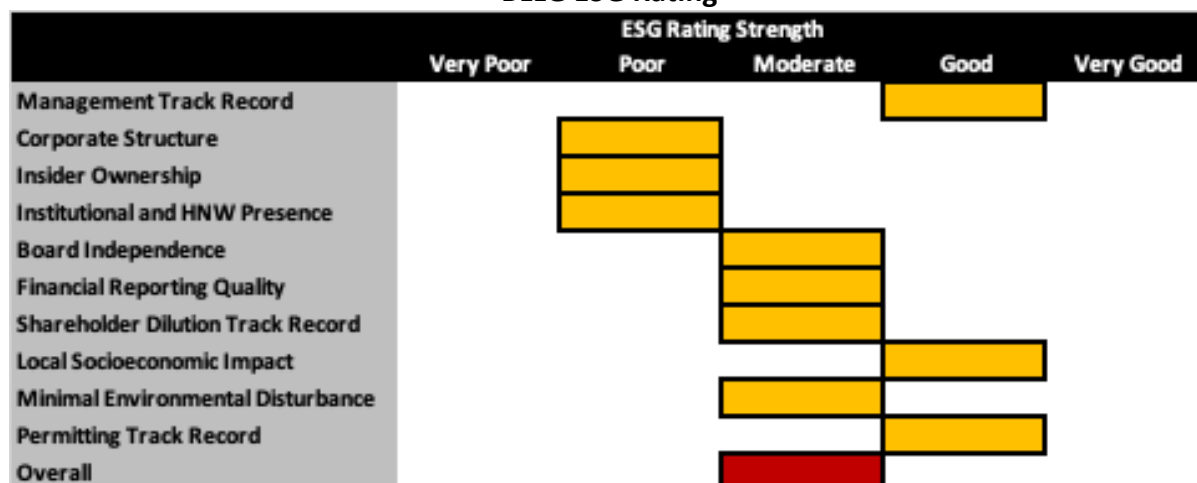 ESG Rating
ESG Rating Strength
Very Poor Poor Moderate Good Very Good
Management Track Record
Corporate Structure
Insider Ownership
Institutional and HNW Presence
Board Independence
Financial Reporting Quality
Shareholder Dilution Track Record
Local Socioeconomic Impact
Minimal Environmental Disturbance
Permitting Track Record
Overall